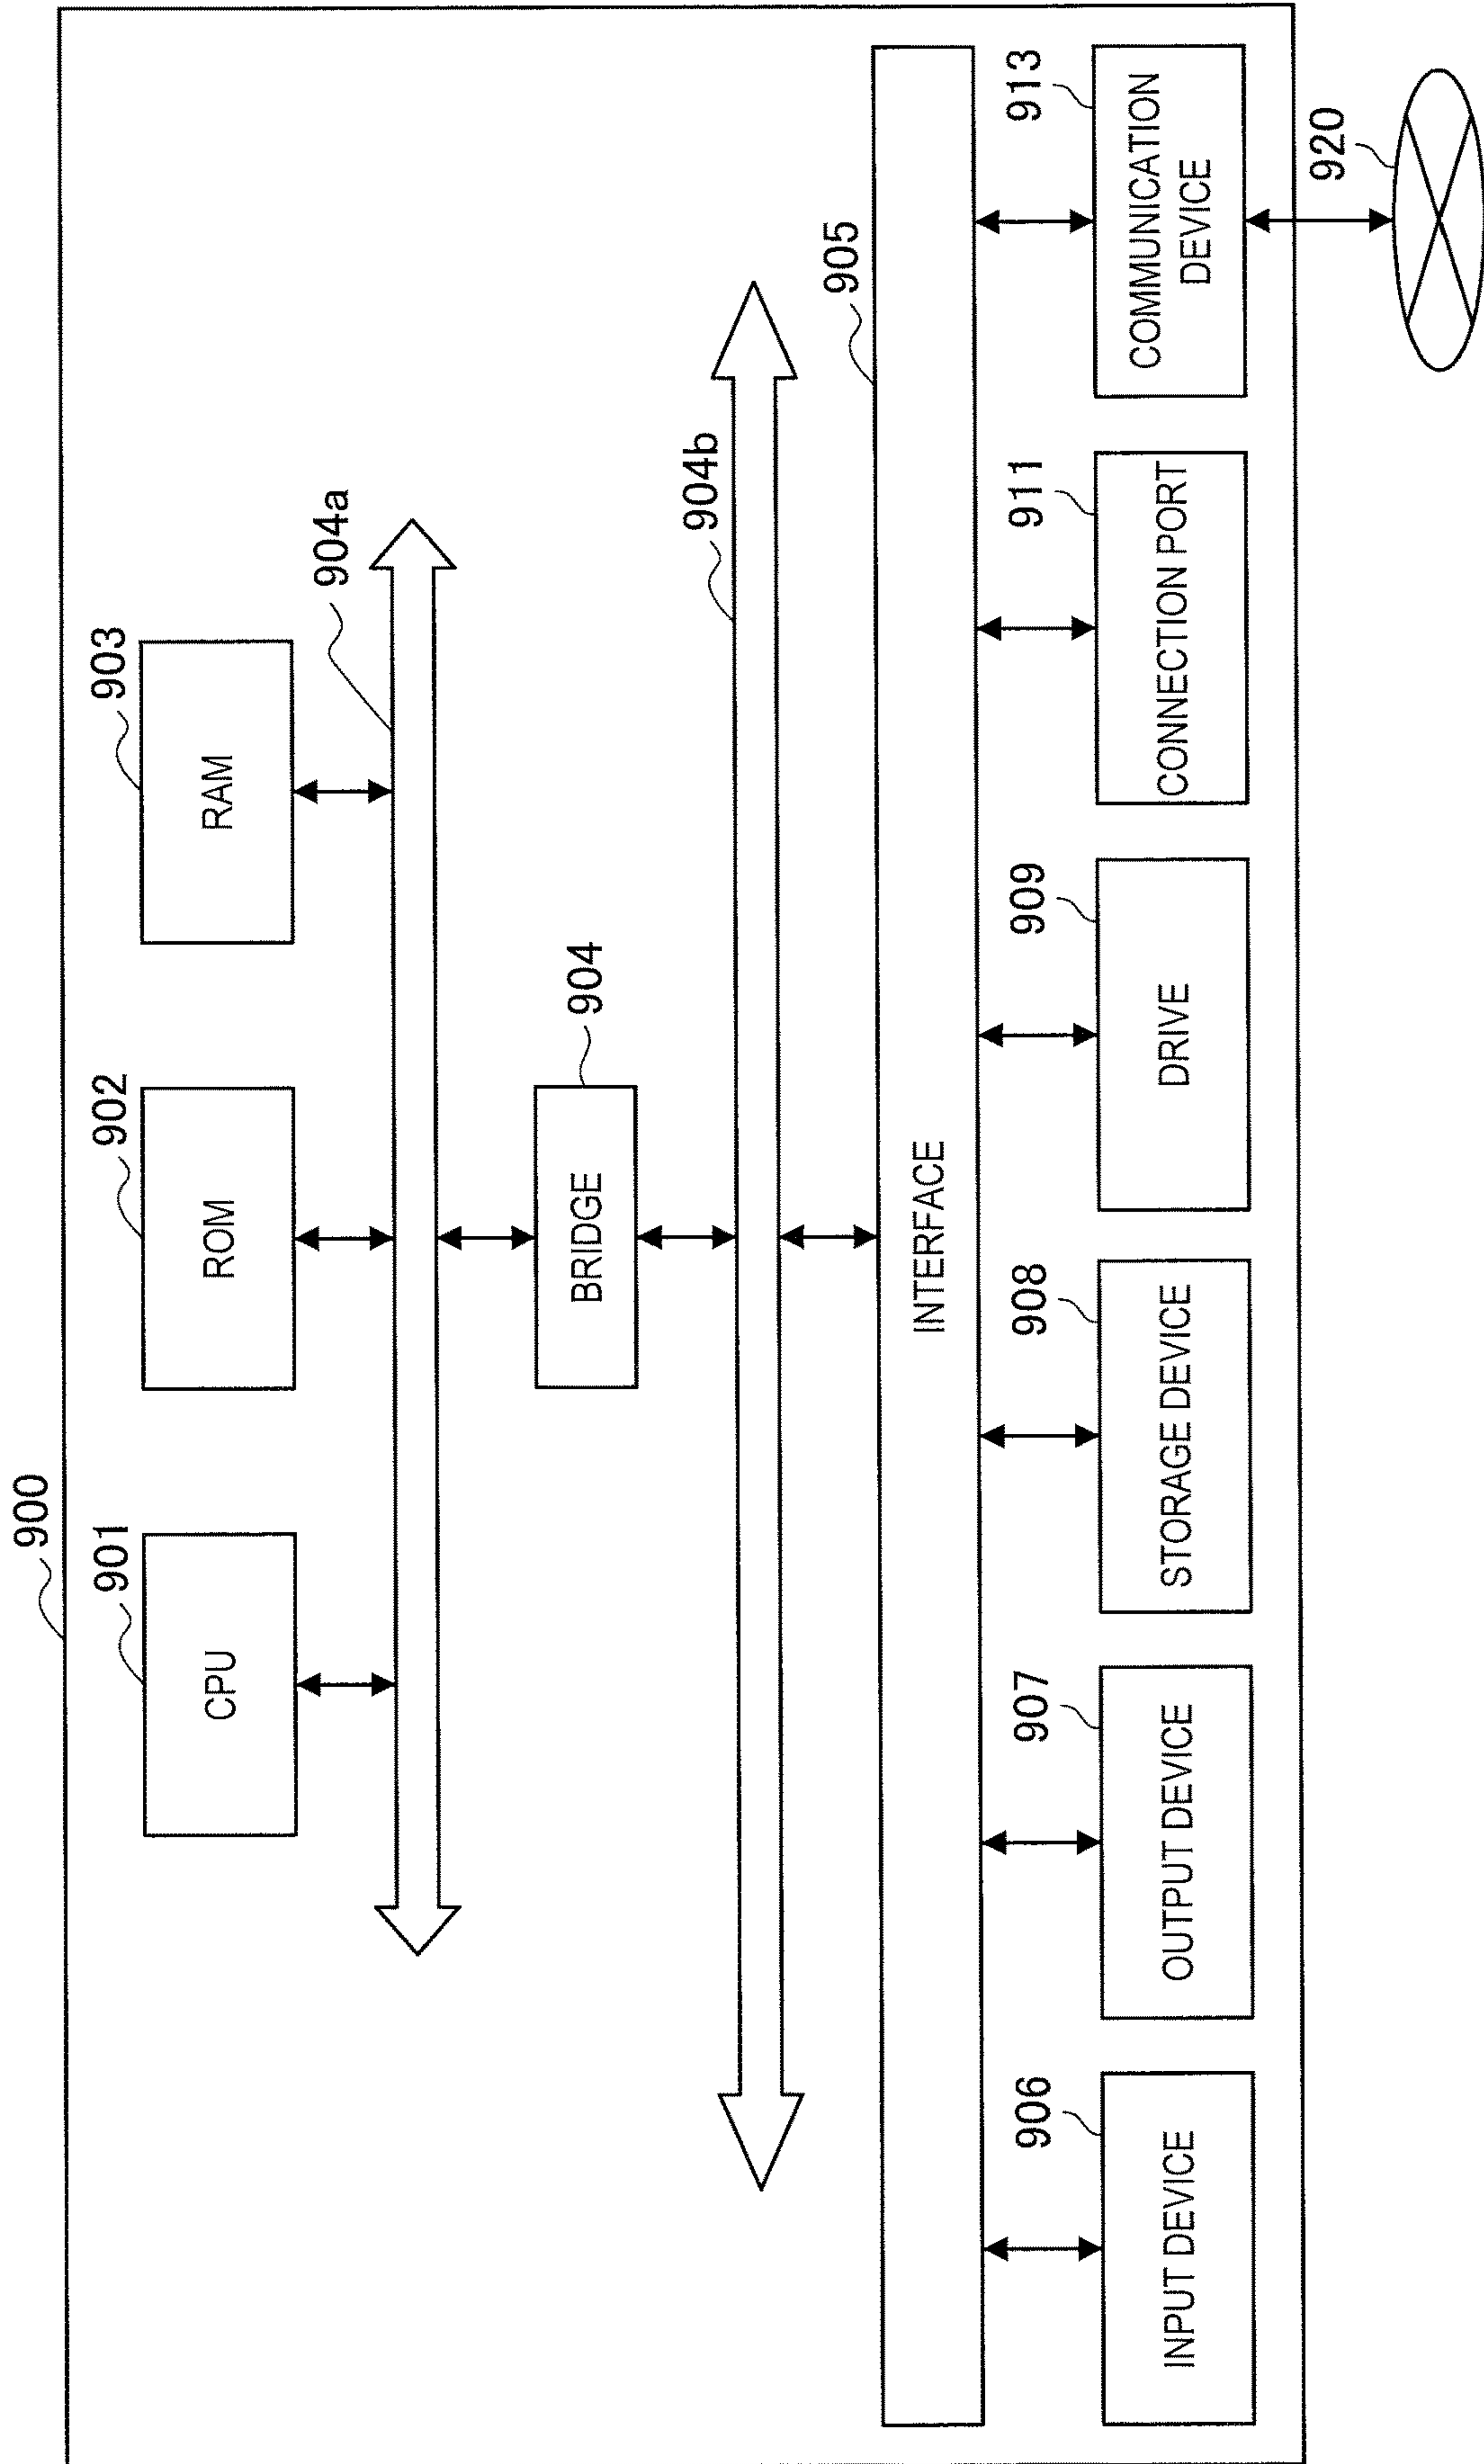 900
901
CPU
902
ROM
903
RAM
904a
904
BRIDGE
904b
905
INTERFACE
906
INPUT DEVICE
907
OUTPUT DEVICE
908
STORAGE DEVICE
909
DRIVE
911
CONNECTION PORT
913
COMMUNICATION
DEVICE
920